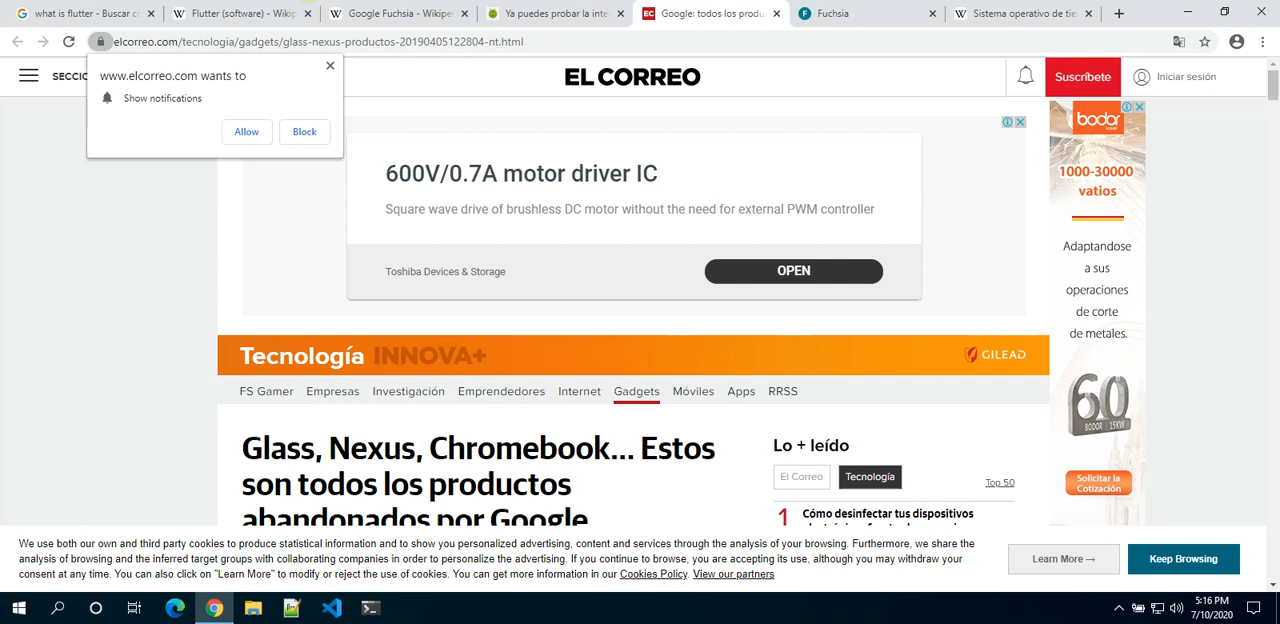 what is flutter - Buscar c
Flutter (software) - Wikip
Google Fuchsia - Wikipe
Ya puedes probar la inte
Google: todos los produ
Fuchsia
Sistema operativo de tie
elcorreo.com/tecnologia/gadgets/glass-nexus-productos-20190405122804-nt.html
www.elcorreo.com wants to
Show notifications
Allow
Block
SECCIO
EL CORREO
Suscríbete
Iniciar sesión
600V/0.7A motor driver IC
Square wave drive of brushless DC motor without the need for external PWM controller
Toshiba Devices & Storage
OPEN
bodor
1000-30000
vatios
Adaptandose
a sus
operaciones
de corte
de metales.
60
BODOR 15KW
Solicitar la
Cotización
Tecnología INNOVA+
GILEAD
FS Gamer Empresas Investigación Emprendedores Internet Gadgets Móviles Apps RRSS
Glass, Nexus, Chromebook... Estos
son todos los productos
abandonados por Google
Lo + leído
El Correo
Tecnología
Top 50
1 Cómo desinfectar tus dispositivos
We use both our own and third party cookies to produce statistical information and to show you personalized advertising, content and services through the analysis of your browsing. Furthermore, we share the
analysis of browsing and the inferred target groups with collaborating companies in order to personalize the advertising. If you continue to browse, you are accepting its use, although you may withdraw your
consent at any time. You can also click on "Learn More" to modify or reject the use of cookies. You can get more information in our Cookies Policy. View our partners
Learn More →
Keep Browsing
5:16 PM
7/10/2020